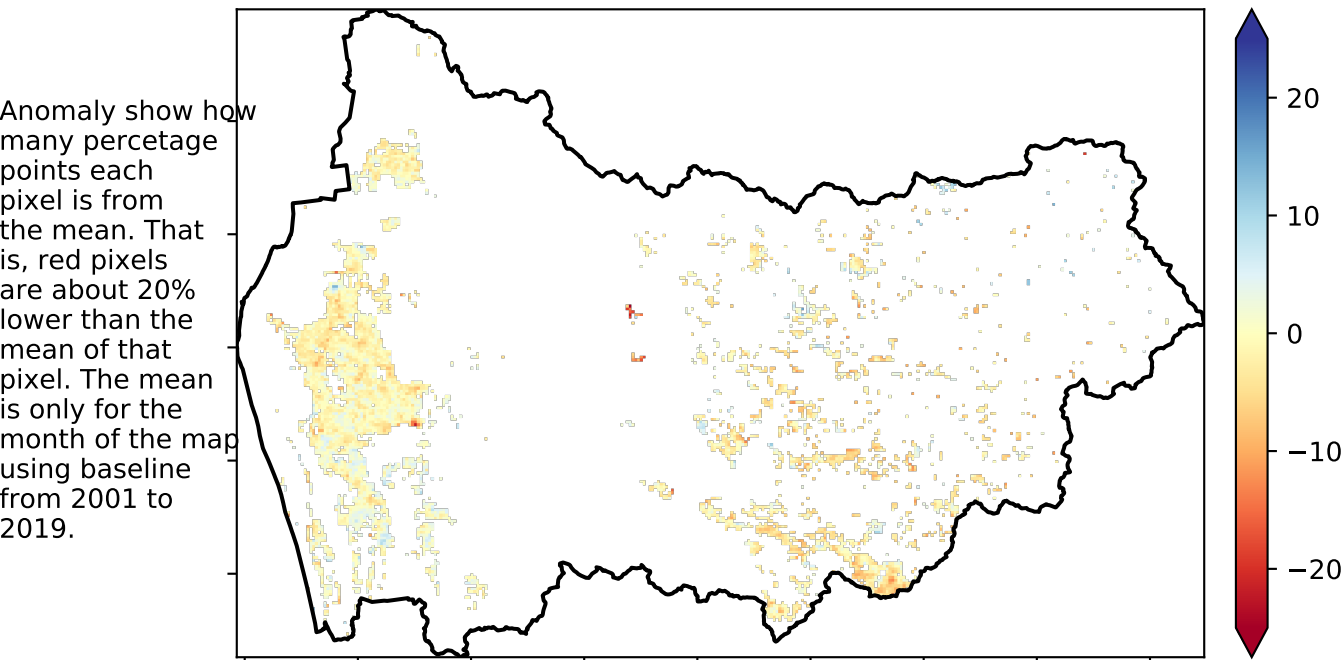 Anomaly show how
many percetage
points each
pixel is from
the mean. That
is, red pixels
are about 20%
lower than the
mean of that
pixel. The mean
is only for the
month of the map
using baseline
from 2001 to
2019.
20
10
0
−10
−20